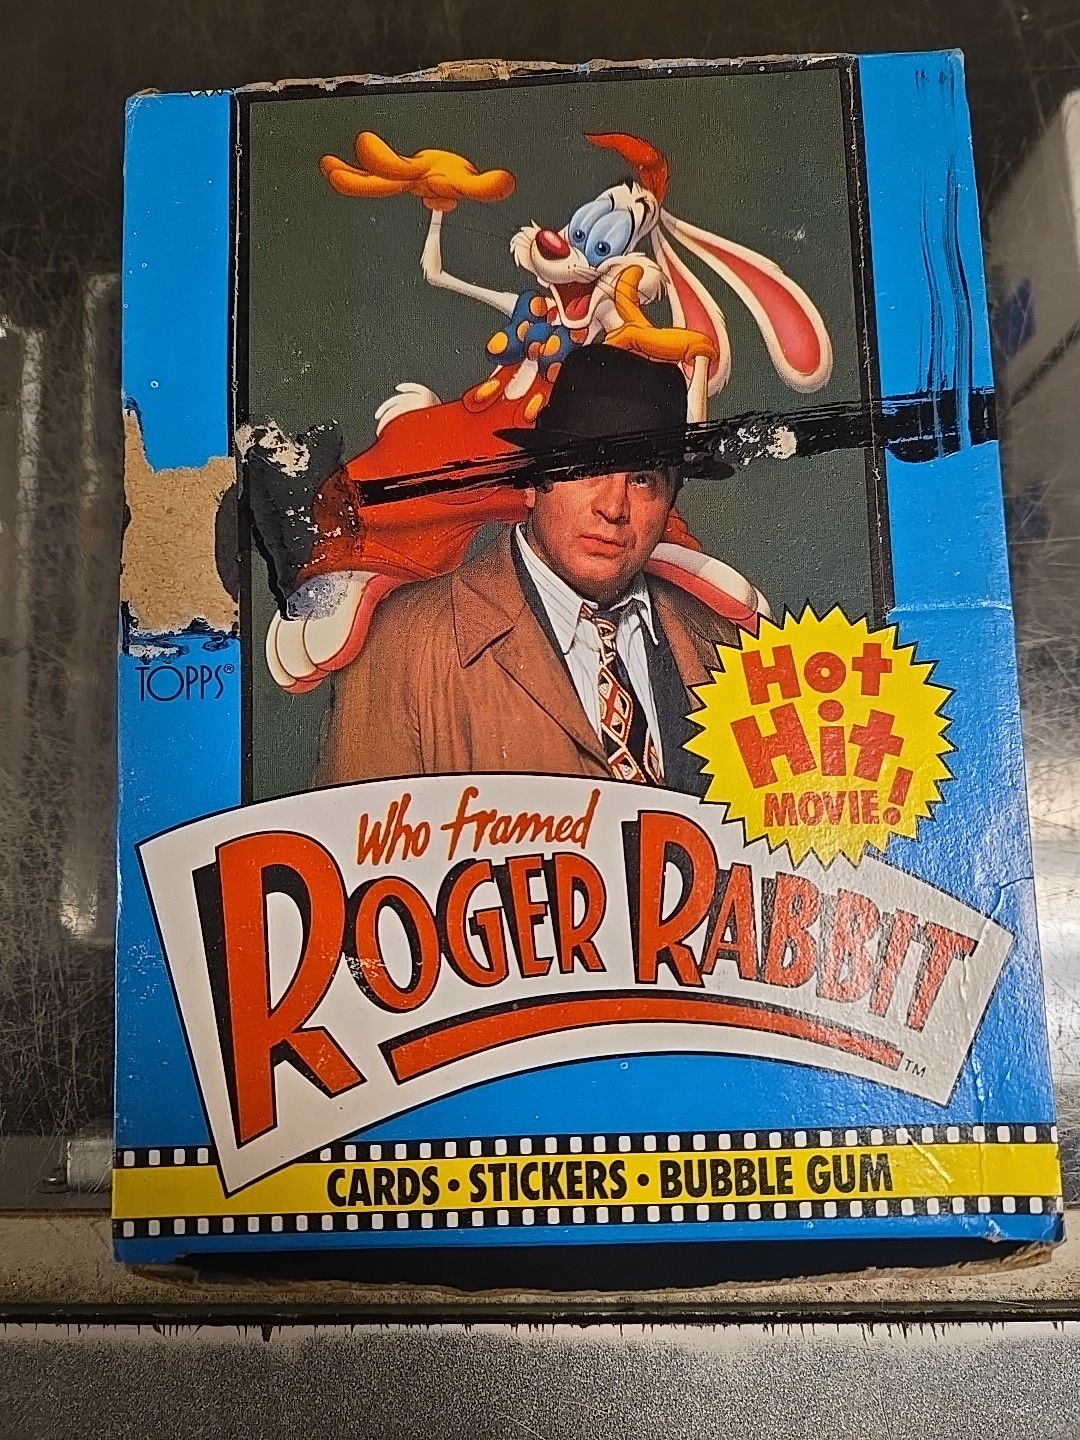 TOPPS®
Hot
Hit!
MOVIE!
Who framed
ROGER RABBIT
TM
CARDS • STICKERS • BUBBLE GUM